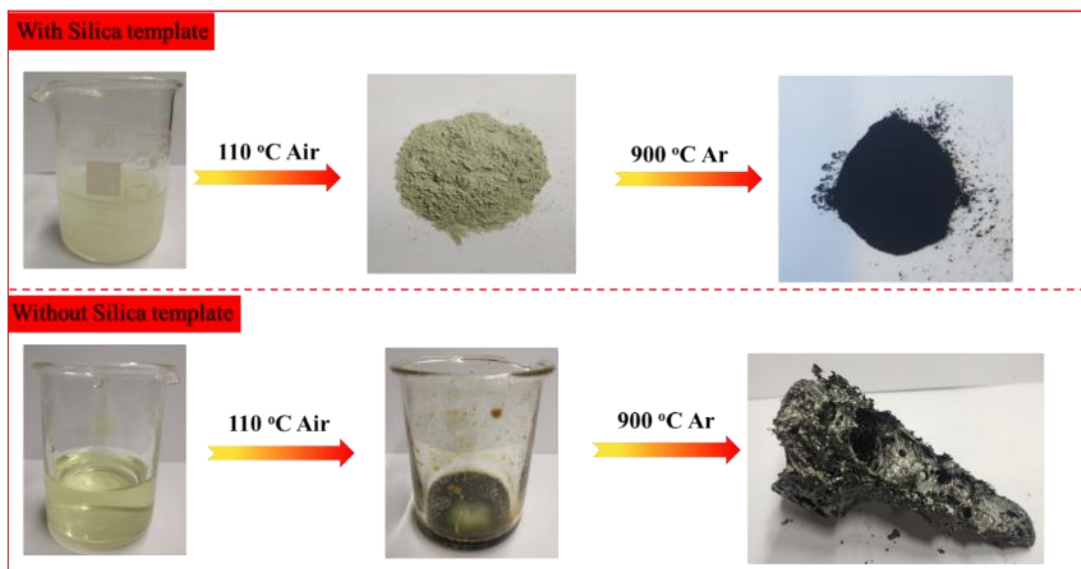 With Silica template
110 °C Air
900 °C Ar
Without Silica template
110 °C Air
900 °C Ar